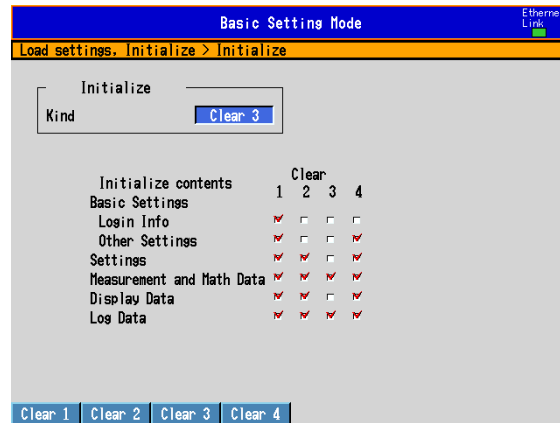 Basic Setting Mode
Etherne
Link
Load settings, Initialize > Initialize
Initialize
Kind Clear 3
Clear
Initialize contents 1 2 3 4
Basic Settings
Login Info
Other Settings
Settings
Measurement and Math Data
Display Data
Log Data
Clear 1 Clear 2 Clear 3 Clear 4